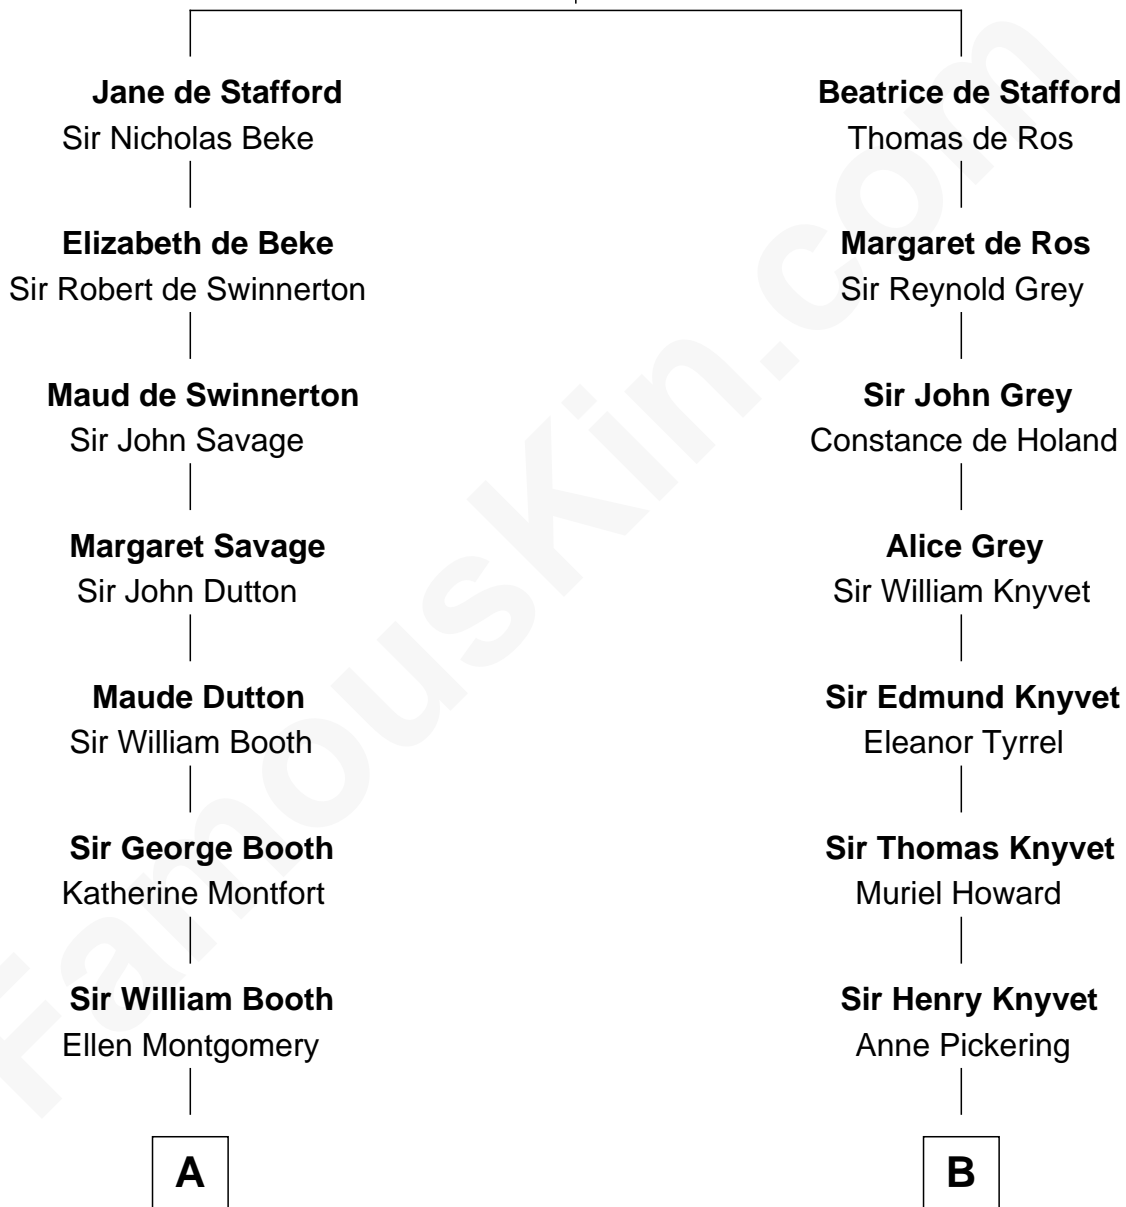 Jane de Stafford
Sir Nicholas Beke
Elizabeth de Beke
Sir Robert de Swinnerton
Maud de Swinnerton
Sir John Savage
Margaret Savage
Sir John Dutton
Maude Dutton
Sir William Booth
Sir George Booth
Katherine Montfort
Sir William Booth
Ellen Montgomery
A
Beatrice de Stafford
Thomas de Ros
Margaret de Ros
Sir Reynold Grey
Sir John Grey
Constance de Holand
Alice Grey
Sir William Knyvet
Sir Edmund Knyvet
Eleanor Tyrrel
Sir Thomas Knyvet
Muriel Howard
Sir Henry Knyvet
Anne Pickering
B
FamousKin.com